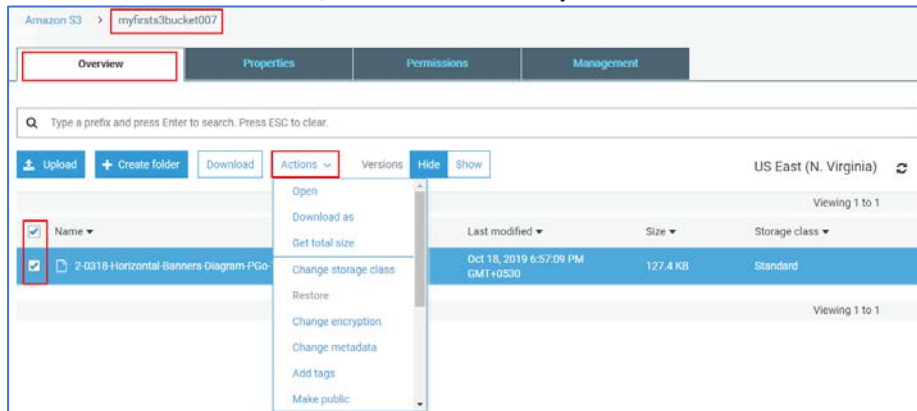 Amazon S3 > myfirsts3bucket007
Overview Properties Permissions Management
Type a prefix and press Enter to search. Press ESC to clear.
Upload + Create folder Download Actions Versions Hide Show US East (N. Virginia)
Open
Viewing 1 to 1
Download as
Name Last modified Size Storage class
Get total size
2-0318-Horizontal-Banners-Diagram-PGo- Oct 18, 2019 6:57:09 PM 127.4 KB Standard
GMT+0530
Change storage class
Restore
Viewing 1 to 1
Change encryption
Change metadata
Add tags
Make public